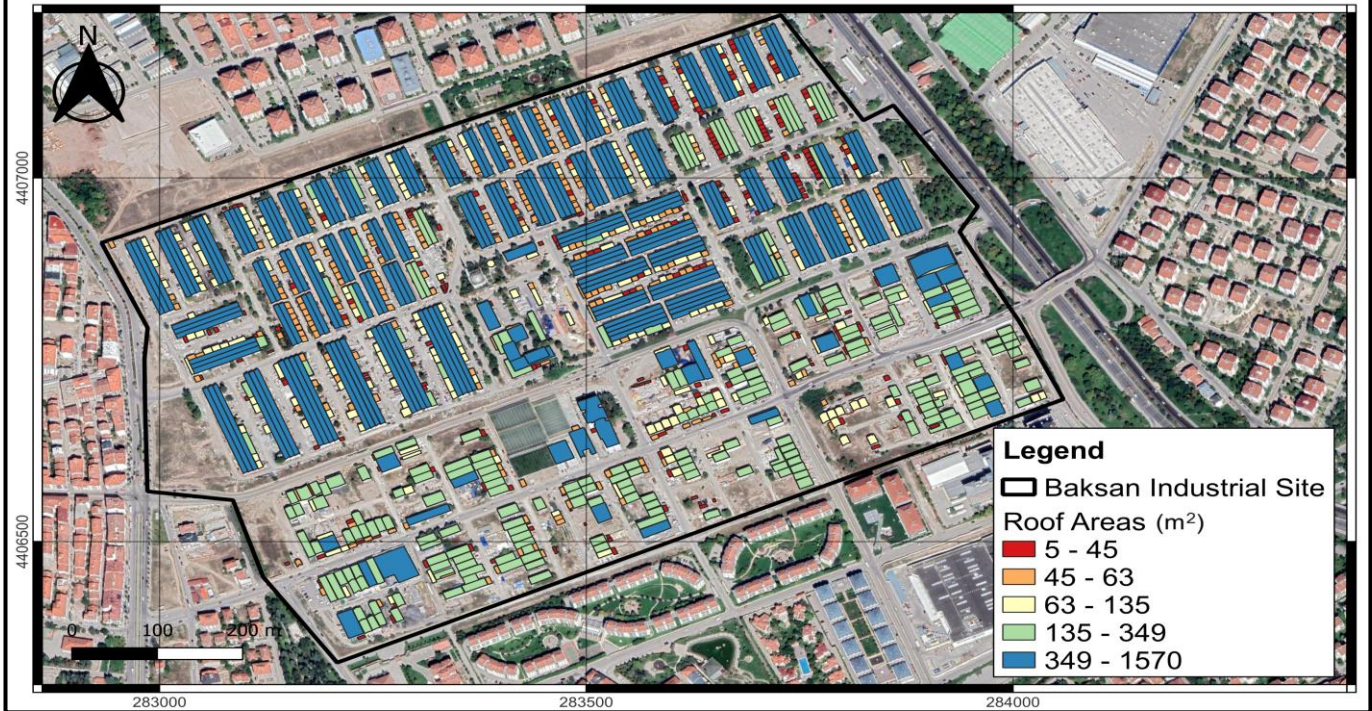 N
4407000
4406500
0 100 200 m
283000 283500 284000
Legend
Baksan Industrial Site
Roof Areas (m²)
5 - 45
45 - 63
63 - 135
135 - 349
349 - 1570